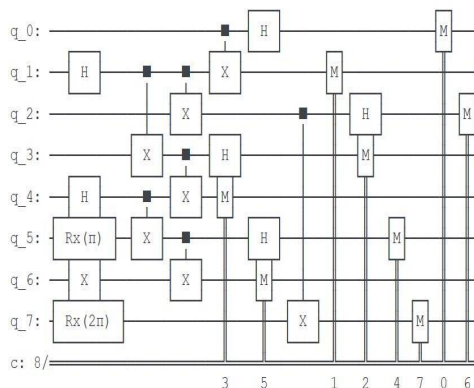 q_0: H M
q_1: H X M
q_2: X H M
q_3: X H M
q_4: H X M
q_5: Rx(π) X H M
q_6: X X M
q_7: Rx(2π) X M
c: 8/
3 5 1 2 4 7 0 6